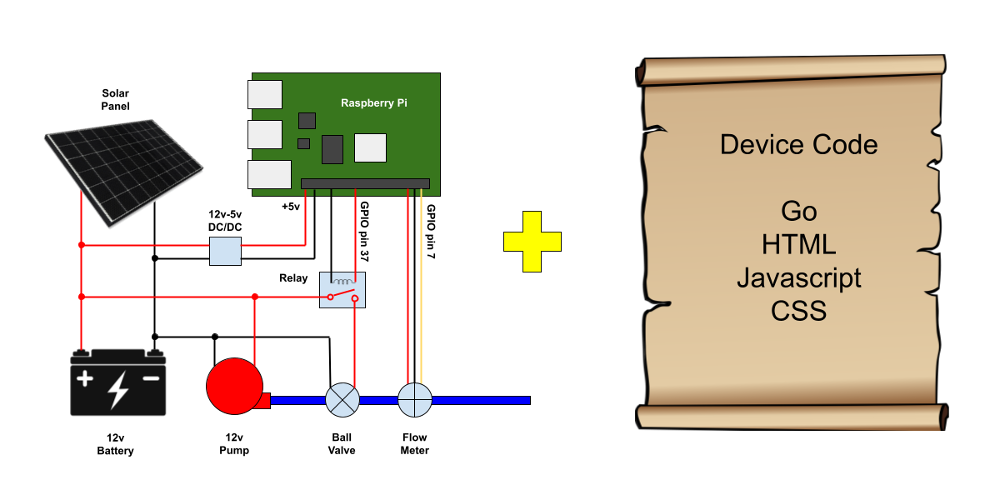 Solar
Panel
Raspberry Pi
12v-5v
DC/DC
+5v
GPIO pin 37
GPIO pin 7
Relay
+
−
12v
Battery
12v
Pump
Ball
Valve
Flow
Meter
Device Code
Go
HTML
Javascript
CSS